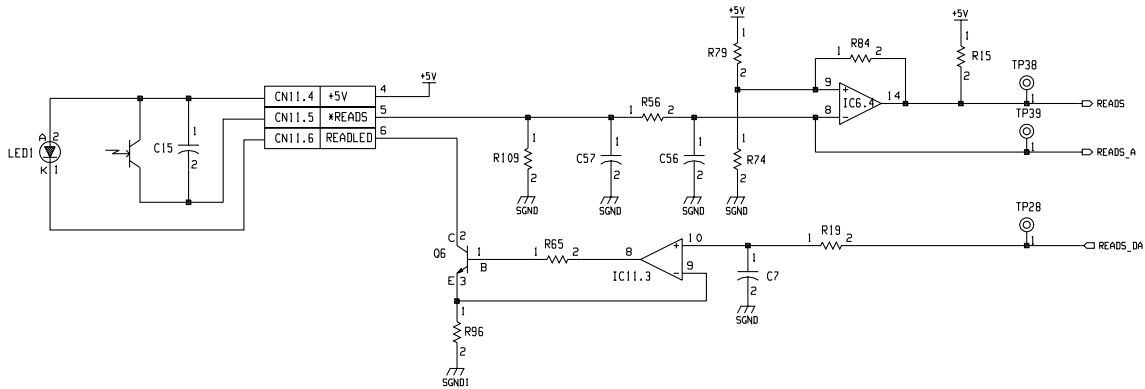 +5V
+5V
R79
1
2
1
R84
2
R15
1
2
9
+
8
-
IC6.4
14
TP38
1
READS
TP39
1
READS_A
+5V
CN11.4
+5V
4
CN11.5
*READS
5
CN11.6
READLED
6
1
R56
2
A
2
LED1
K
1
1
C15
2
1
R109
2
SGND
1
C57
2
SGND
1
C56
2
SGND
1
R74
2
SGND
TP28
1
READS_DA
1
R19
2
C
2
Q6
1
B
E
3
1
R65
2
8
IC11.3
+
10
-
9
1
C7
2
SGND
1
R96
2
SGND1